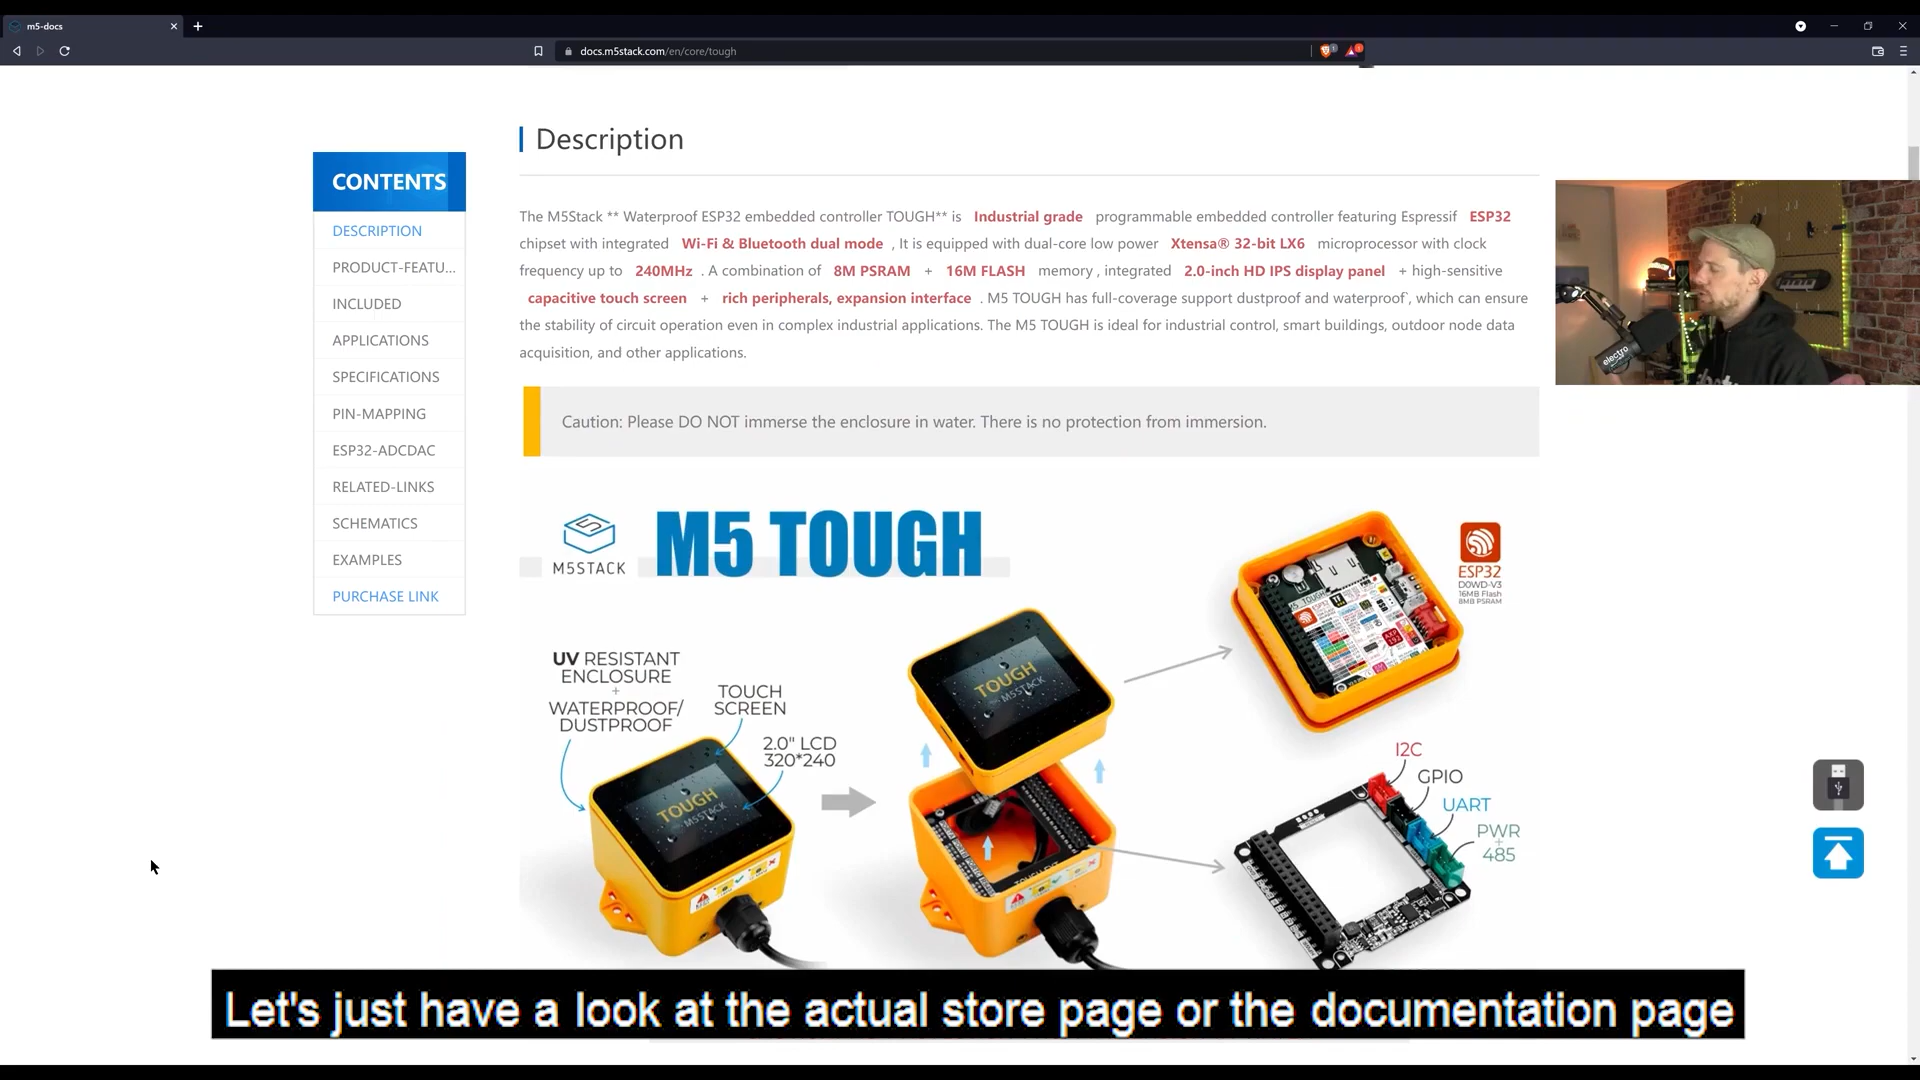 m5-docs
docs.m5stack.com/en/core/tough
Description
CONTENTS
DESCRIPTION
PRODUCT-FEATU...
INCLUDED
APPLICATIONS
SPECIFICATIONS
PIN-MAPPING
ESP32-ADCDAC
RELATED-LINKS
SCHEMATICS
EXAMPLES
PURCHASE LINK
The M5Stack ** Waterproof ESP32 embedded controller TOUGH** is Industrial grade programmable embedded controller featuring Espressif ESP32
chipset with integrated Wi-Fi & Bluetooth dual mode , It is equipped with dual-core low power Xtensa® 32-bit LX6 microprocessor with clock
frequency up to 240MHz . A combination of 8M PSRAM + 16M FLASH memory , integrated 2.0-inch HD IPS display panel + high-sensitive
capacitive touch screen + rich peripherals, expansion interface . M5 TOUGH has full-coverage support dustproof and waterproof`, which can ensure
the stability of circuit operation even in complex industrial applications. The M5 TOUGH is ideal for industrial control, smart buildings, outdoor node data
acquisition, and other applications.
Caution: Please DO NOT immerse the enclosure in water. There is no protection from immersion.
M5STACK
M5 TOUGH
ESP32
D0WD-V3
16MB Flash
8MB PSRAM
UV RESISTANT
ENCLOSURE
+
WATERPROOF/
DUSTPROOF
TOUCH
SCREEN
2.0" LCD
320*240
TOUGH
M5STACK
TOUGH
M5STACK
I2C
GPIO
UART
PWR
+
485
electro
Let's just have a look at the actual store page or the documentation page